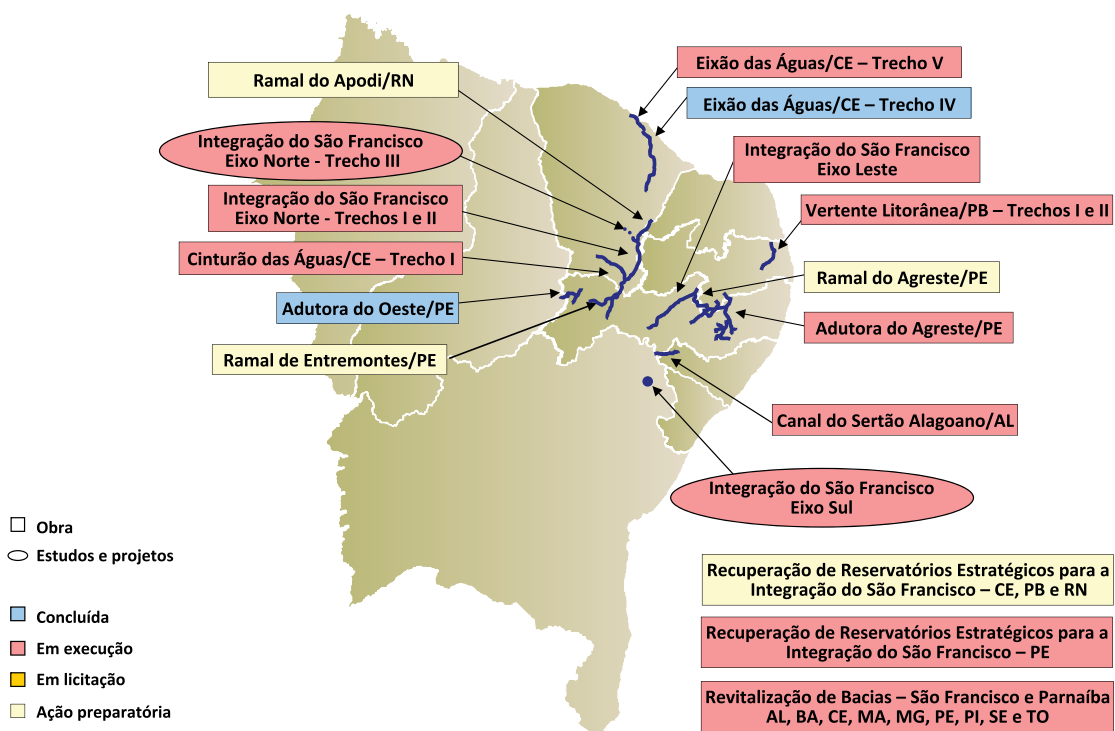 Ramal do Apodi/RN
Integração do São Francisco
Eixo Norte - Trecho III
Integração do São Francisco
Eixo Norte - Trechos I e II
Cinturão das Águas/CE – Trecho I
Adutora do Oeste/PE
Ramal de Entremontes/PE
Eixão das Águas/CE – Trecho V
Eixão das Águas/CE – Trecho IV
Integração do São Francisco
Eixo Leste
Vertente Litorânea/PB – Trechos I e II
Ramal do Agreste/PE
Adutora do Agreste/PE
Canal do Sertão Alagoano/AL
Integração do São Francisco
Eixo Sul
Obra
Estudos e projetos
Concluída
Em execução
Em licitação
Ação preparatória
Recuperação de Reservatórios Estratégicos para a
Integração do São Francisco – CE, PB e RN
Recuperação de Reservatórios Estratégicos para a
Integração do São Francisco – PE
Revitalização de Bacias – São Francisco e Parnaíba
AL, BA, CE, MA, MG, PE, PI, SE e TO